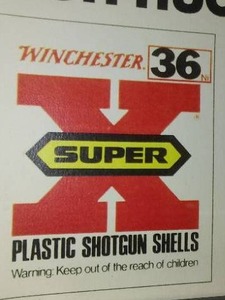 WINCHESTER® 36
X
SUPER
PLASTIC SHOTGUN SHELLS
Warning: Keep out of the reach of children